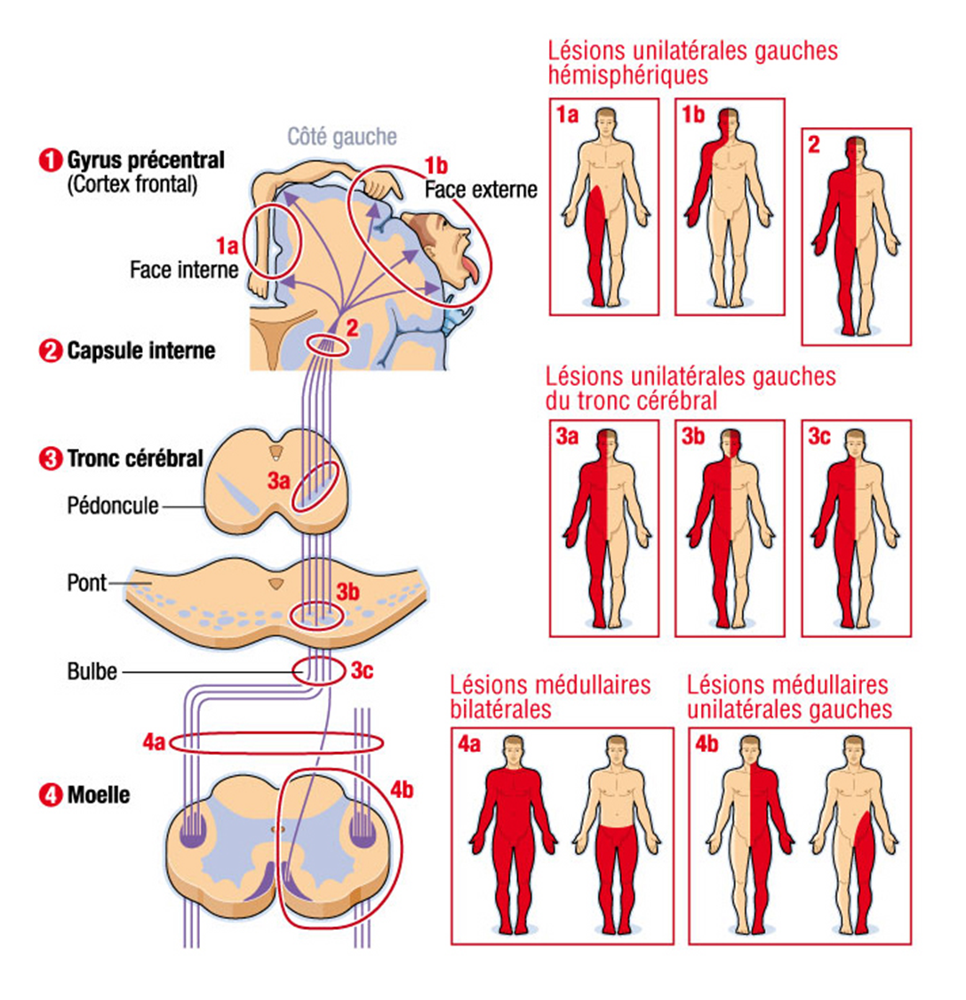 Lésions unilatérales gauches
hémisphériques
1a
1b
2
Côté gauche
1 Gyrus précentral
(Cortex frontal)
1b
Face externe
1a
Face interne
2
2 Capsule interne
Lésions unilatérales gauches
du tronc cérébral
3a
3b
3c
3 Tronc cérébral
3a
Pédoncule
Pont
3b
Bulbe
3c
Lésions médullaires
bilatérales
Lésions médullaires
unilatérales gauches
4a
4b
4a
4 Moelle
4b